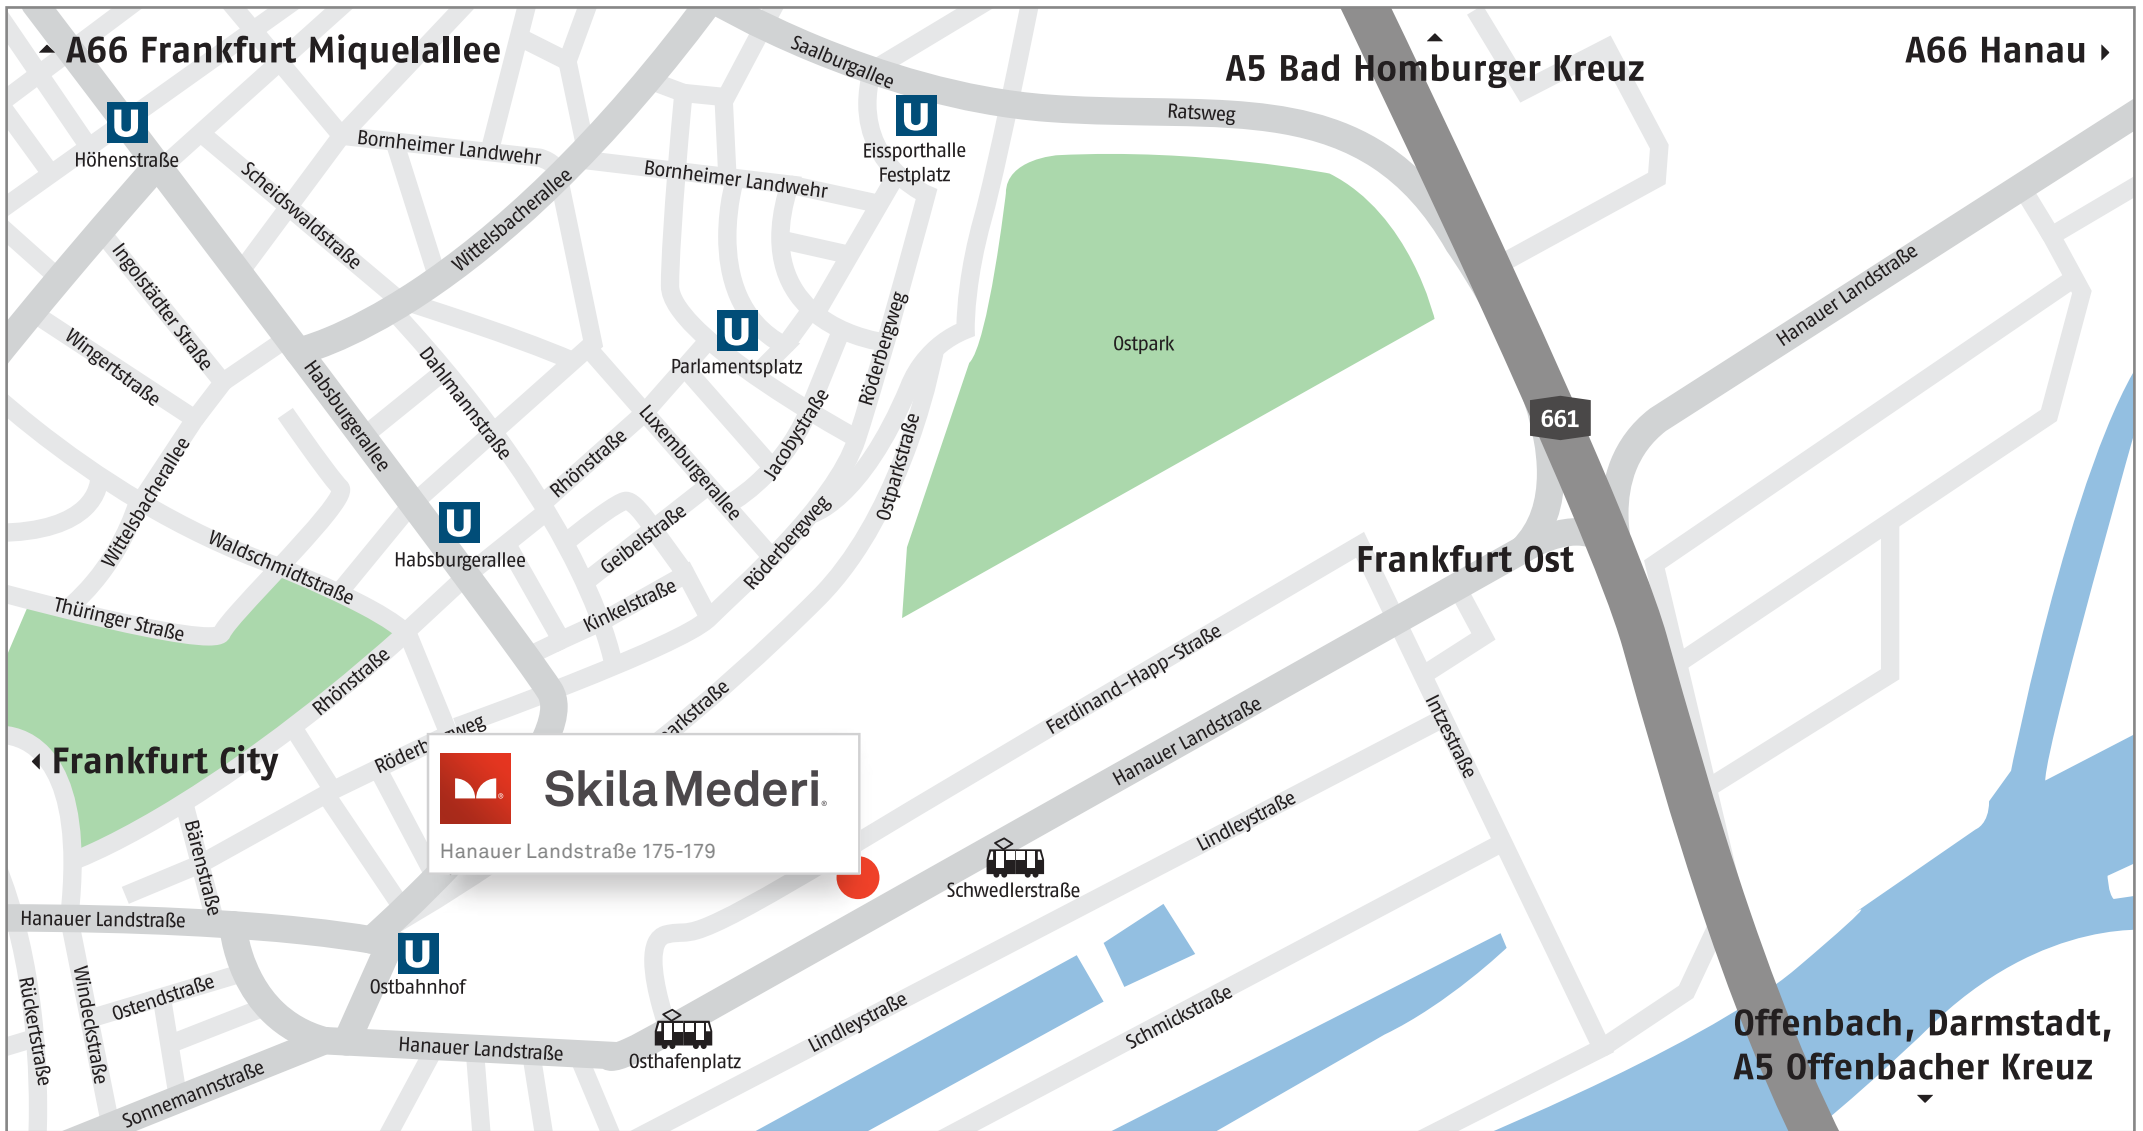 A66 Frankfurt Miquelallee
A5 Bad Homburger Kreuz
A66 Hanau
Saalburgallee
Ratsweg
U
Höhenstraße
U
Eissporthalle
Festplatz
Bornheimer Landwehr
Bornheimer Landwehr
Scheidswaldstraße
Wittelsbacherallee
Ingolstädter Straße
Hanauer Landstraße
Wingertstraße
Habsburgerallee
Dahlmannstraße
U
Parlamentsplatz
Röderbergweg
Ostpark
Luxemburgerallee
Jacobystraße
Rhönstraße
Ostparkstraße
661
Wittelsbacherallee
Waldschmidtstraße
U
Habsburgerallee
Geibelstraße
Röderbergweg
Kinkelstraße
Frankfurt Ost
Thüringer Straße
Rhönstraße
Ferdinand-Happ-Straße
Hanauer Landstraße
Intzestraße
Frankfurt City
Röderb
weg
arkstraße
SkilaMederi®
Hanauer Landstraße 175-179
Lindleystraße
Bärenstraße
Schwedlerstraße
Hanauer Landstraße
U
Ostbahnhof
Rückertstraße
Windeckstraße
Ostendstraße
Hanauer Landstraße
Osthafenplatz
Lindleystraße
Schmickstraße
Sonnemannstraße
Offenbach, Darmstadt,
A5 Offenbacher Kreuz